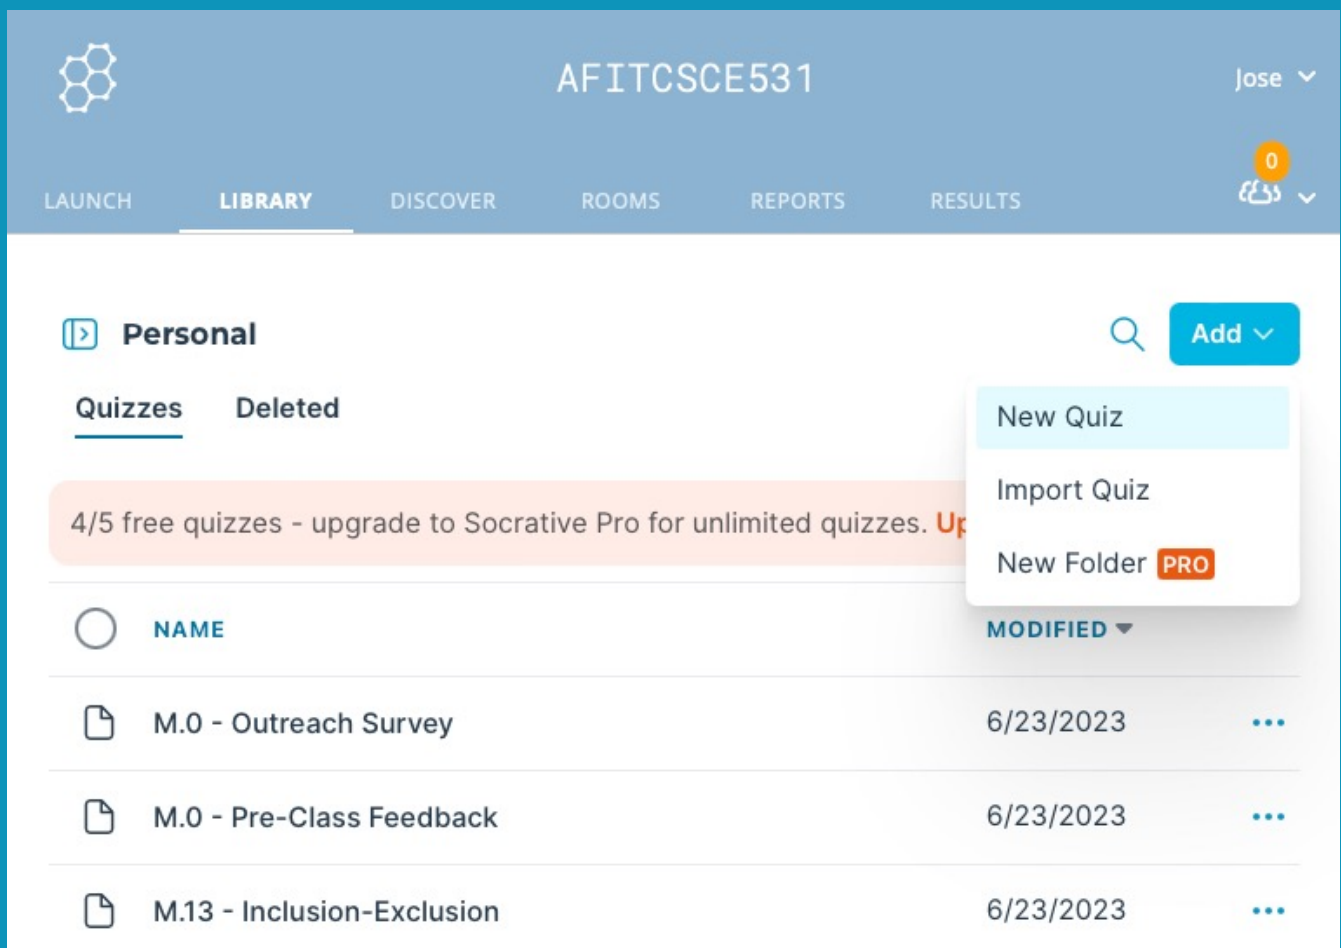 AFITCSCE531
Jose
0
LAUNCH LIBRARY DISCOVER ROOMS REPORTS RESULTS
Personal
Add
Quizzes Deleted
New Quiz
Import Quiz
New Folder PRO
4/5 free quizzes - upgrade to Socrative Pro for unlimited quizzes. Up
NAME MODIFIED
M.0 - Outreach Survey 6/23/2023
M.0 - Pre-Class Feedback 6/23/2023
M.13 - Inclusion-Exclusion 6/23/2023